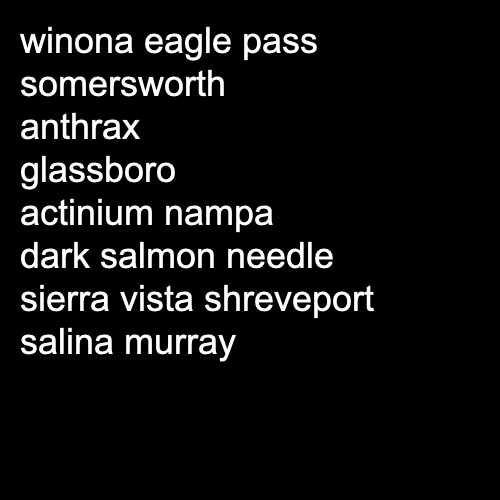 winona eagle pass
somersworth
anthrax
glassboro
actinium nampa
dark salmon needle
sierra vista shreveport
salina murray